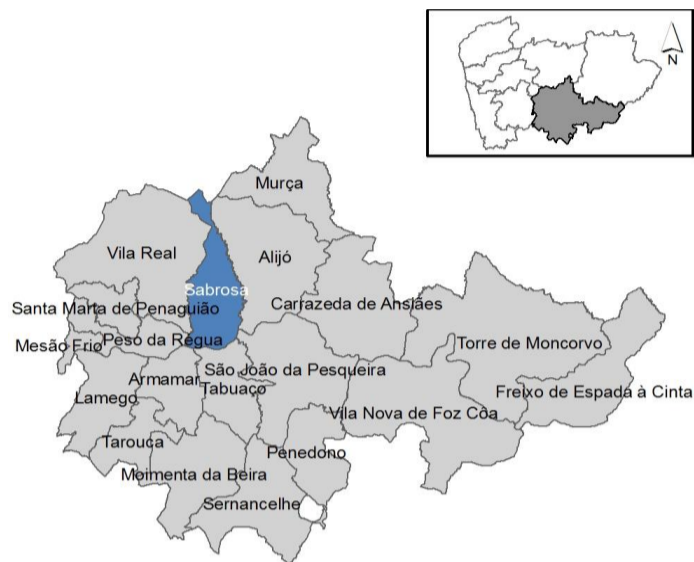 N
Murça
Vila Real
Alijó
Sabrosa
Carrazeda de Ansiães
Santa Marta de Penaguião
Mesão Frio
Peso da Régua
Torre de Moncorvo
São João da Pesqueira
Armamar
Tabuaço
Freixo de Espada à Cinta
Lamego
Vila Nova de Foz Côa
Tarouca
Penedono
Moimenta da Beira
Sernancelhe